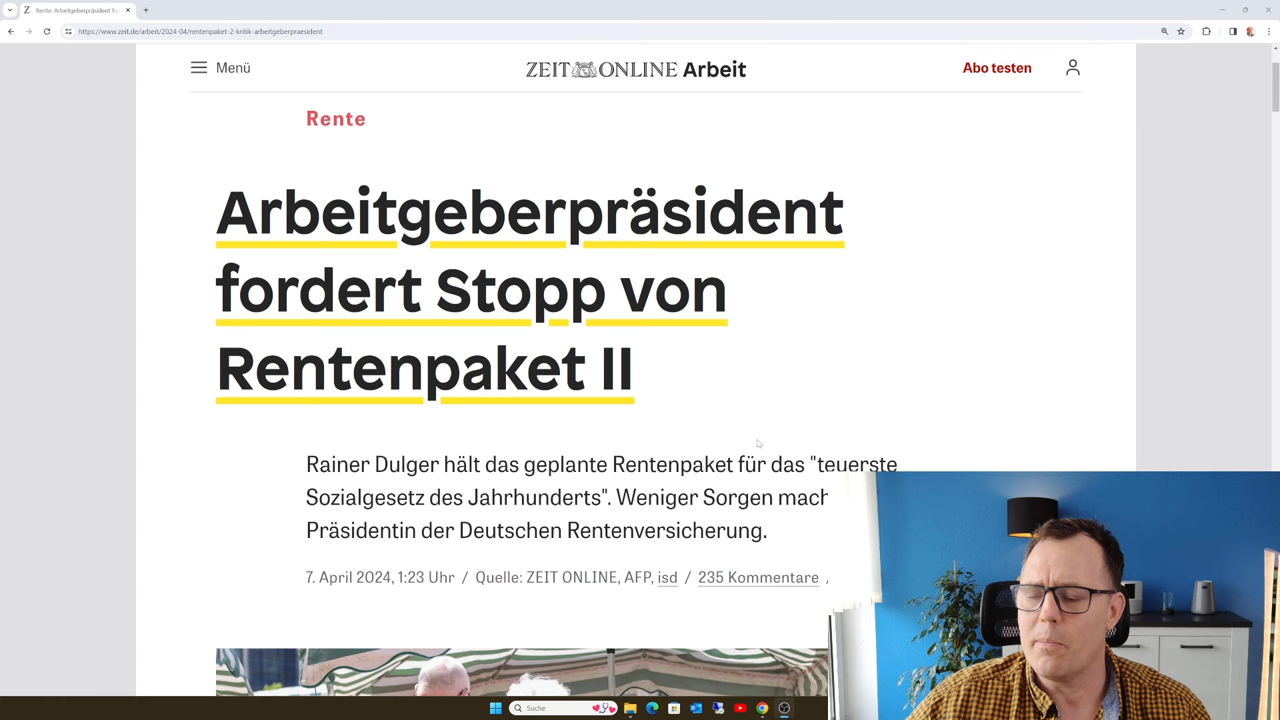 Rente. Arbeitgeberpräsident fo
https://www.zeit.de/arbeit/2024-04/rentenpaket-2-kritik-arbeitgeberpraesident
Menü
ZEIT ONLINE Arbeit
Abo testen
Rente
Arbeitgeberpräsident
fordert Stopp von
Rentenpaket II
Rainer Dulger hält das geplante Rentenpaket für das "teuerste
Sozialgesetz des Jahrhunderts". Weniger Sorgen mach
Präsidentin der Deutschen Rentenversicherung.
7. April 2024, 1:23 Uhr / Quelle: ZEIT ONLINE, AFP, isd / 235 Kommentare /
Suche